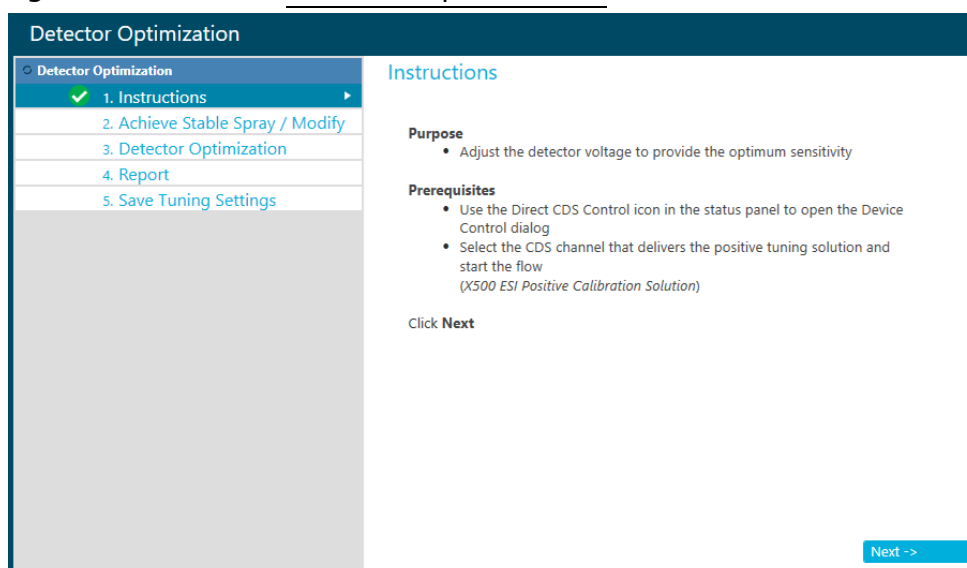 Detector Optimization
Detector Optimization
1. Instructions
2. Achieve Stable Spray / Modify
3. Detector Optimization
4. Report
5. Save Tuning Settings
Instructions
Purpose
• Adjust the detector voltage to provide the optimum sensitivity
Prerequisites
• Use the Direct CDS Control icon in the status panel to open the Device
Control dialog
• Select the CDS channel that delivers the positive tuning solution and
start the flow
(X500 ESI Positive Calibration Solution)
Click Next
Next ->